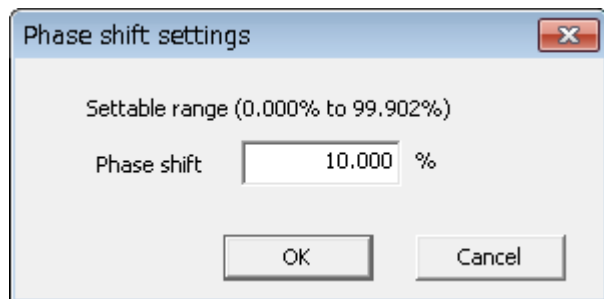 Phase shift settings
Settable range (0.000% to 99.902%)
Phase shift 10.000 %
OK Cancel